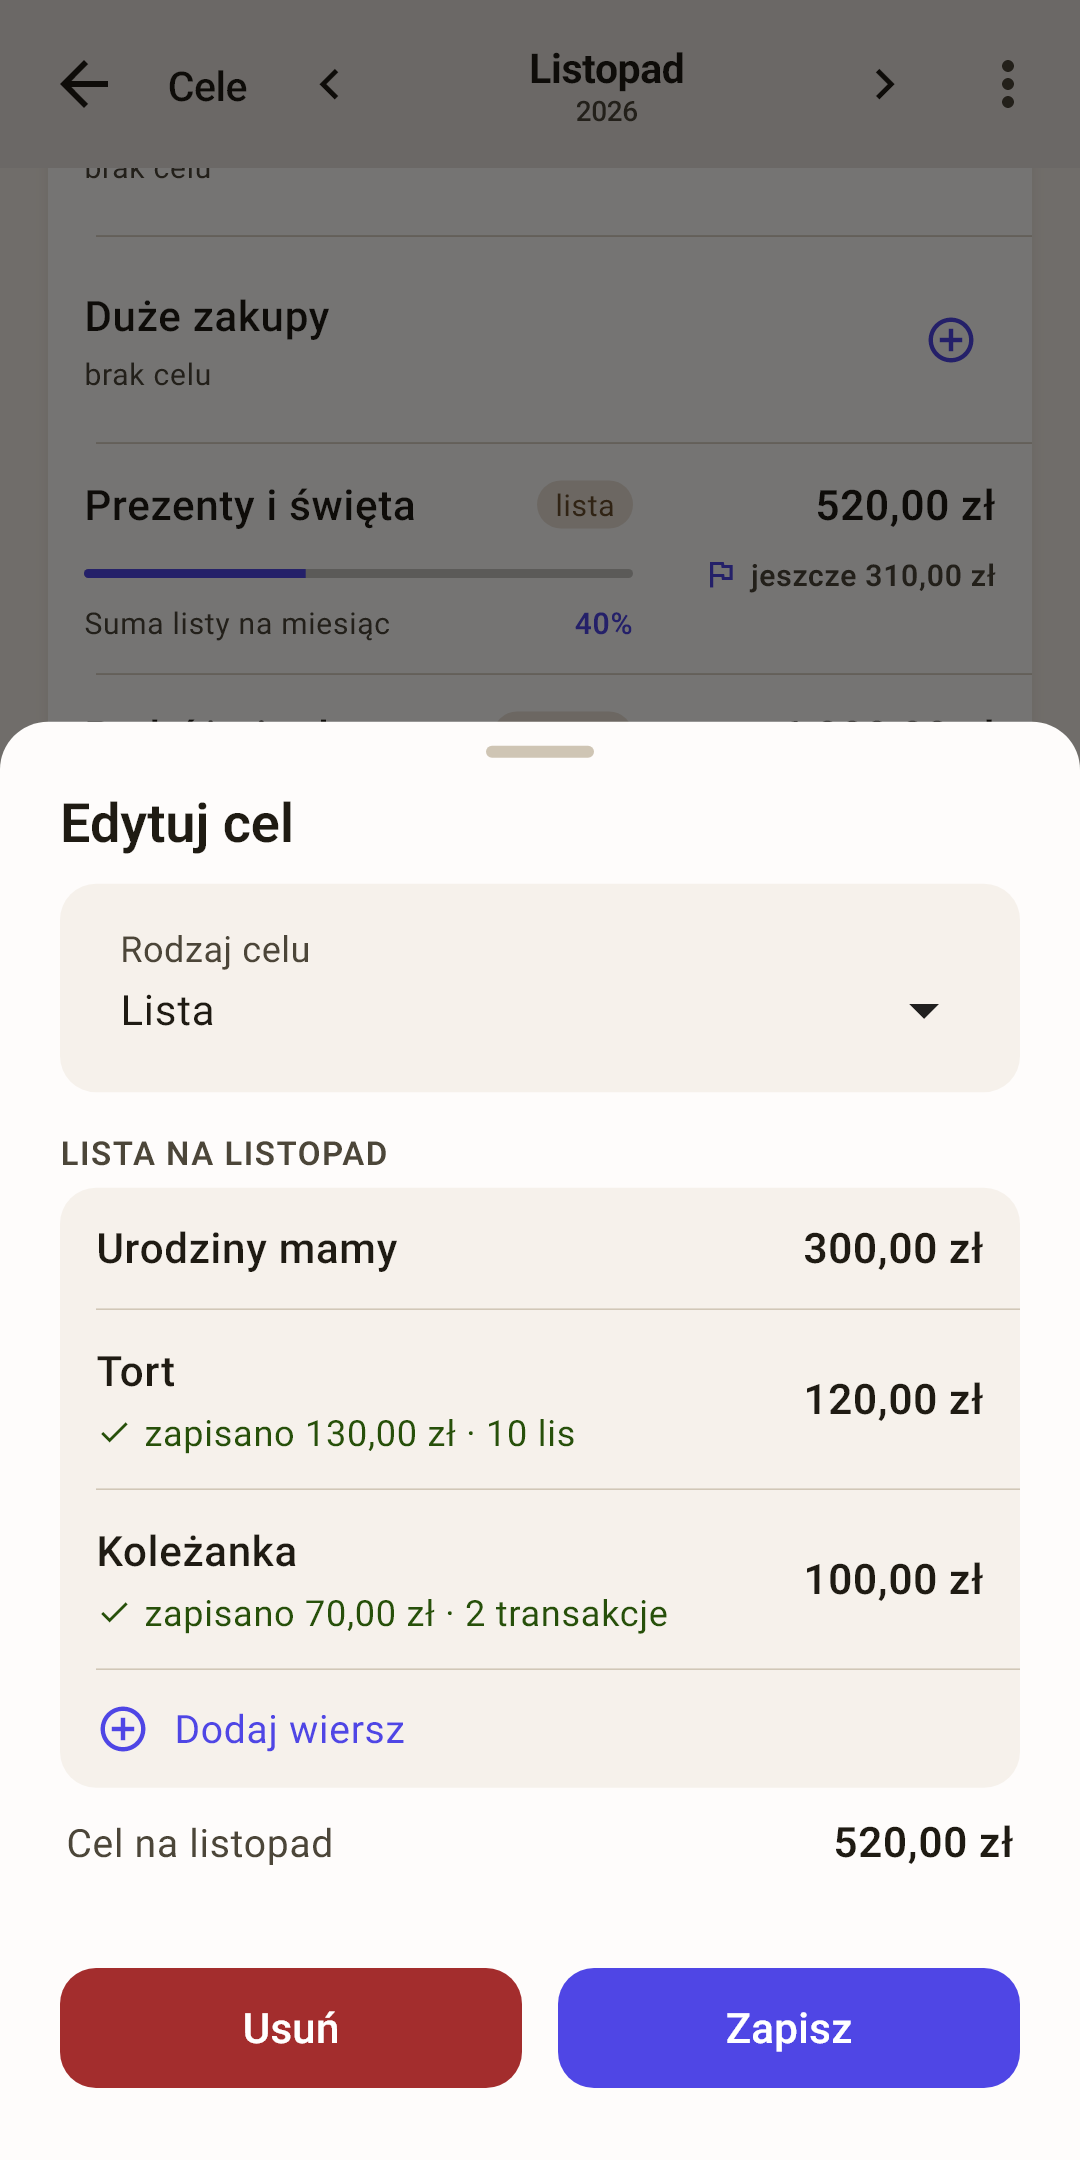 Cele
Listopad
2026
brak celu
Duże zakupy
brak celu
Prezenty i święta
lista
520,00 zł
jeszcze 310,00 zł
Suma listy na miesiąc
40%
Edytuj cel
Rodzaj celu
Lista
LISTA NA LISTOPAD
Urodziny mamy
300,00 zł
Tort
zapisano 130,00 zł · 10 lis
120,00 zł
Koleżanka
zapisano 70,00 zł · 2 transakcje
100,00 zł
Dodaj wiersz
Cel na listopad
520,00 zł
Usuń
Zapisz